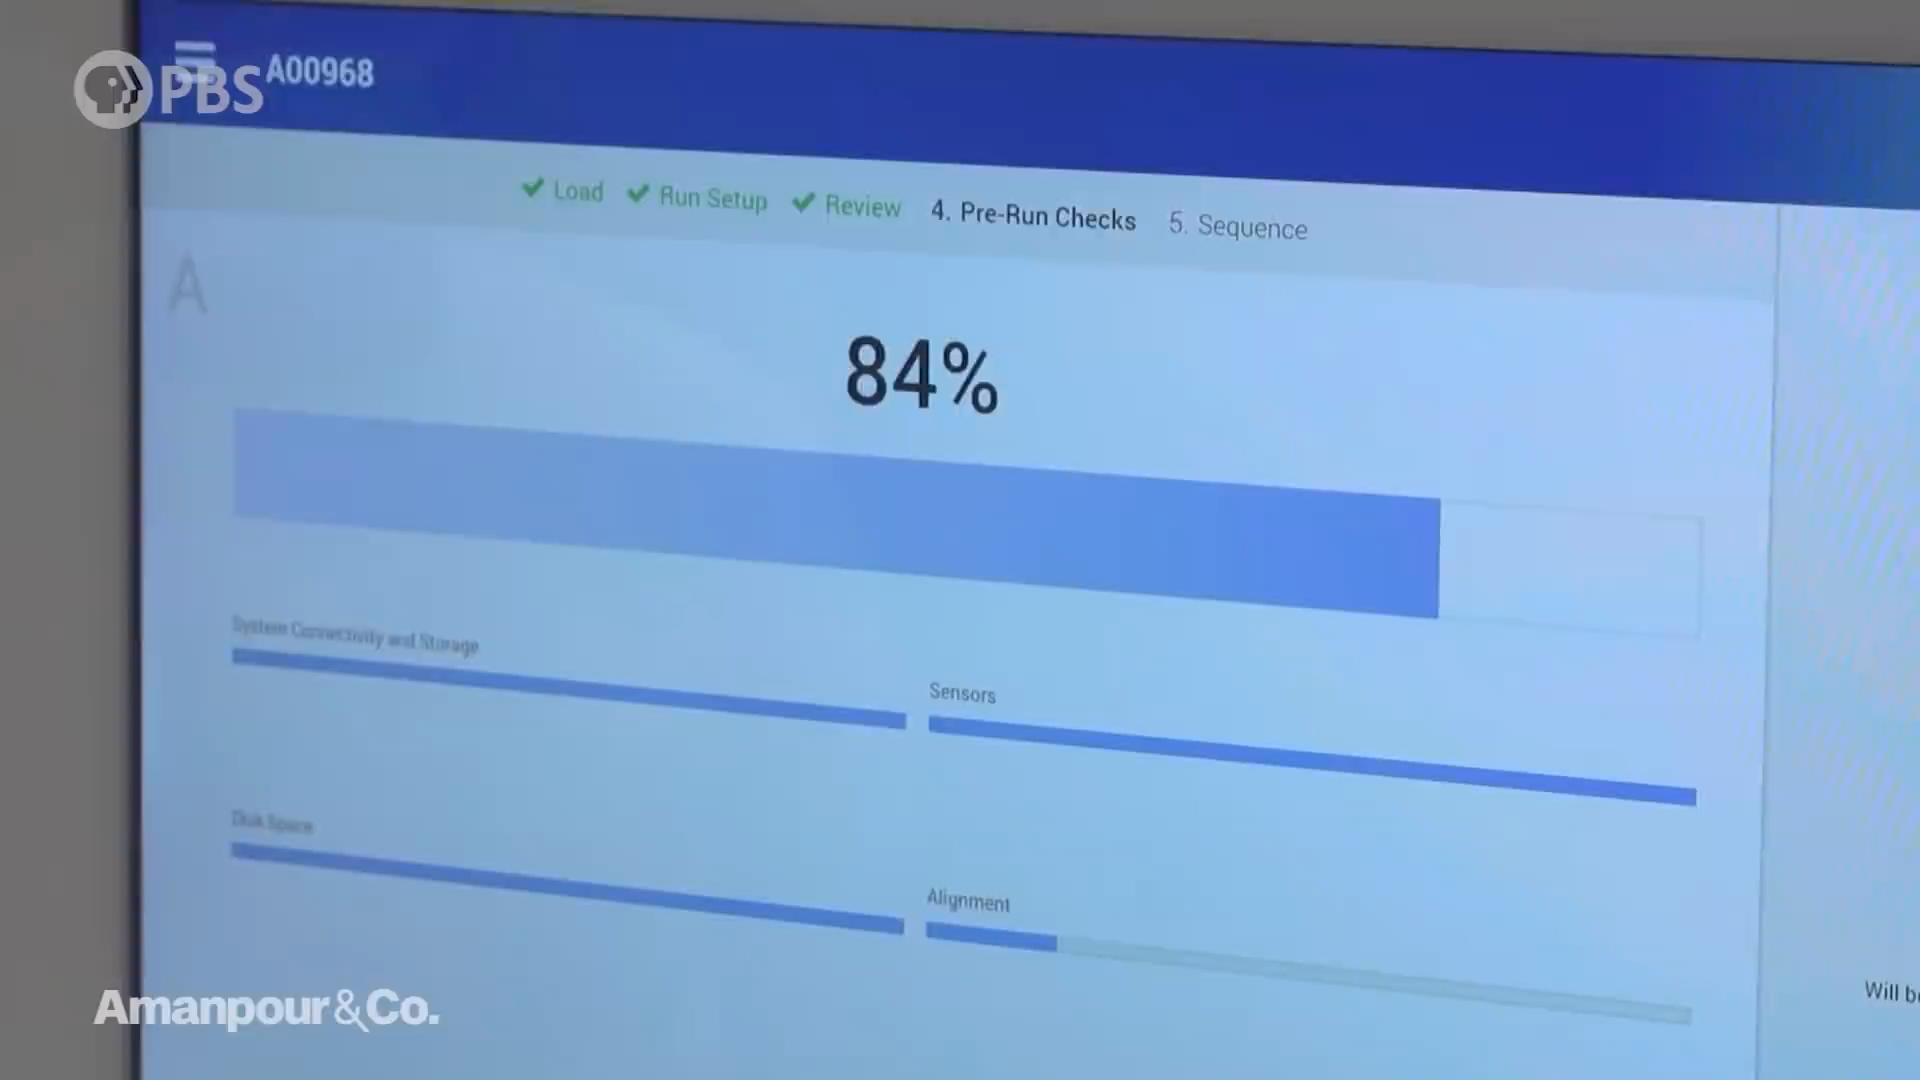 PBS
A00968
✔ Load ✔ Run Setup ✔ Review 4. Pre-Run Checks 5. Sequence
A
84%
System Connectivity and Storage
Sensors
Disk Space
Alignment
Will
Amanpour&Co.